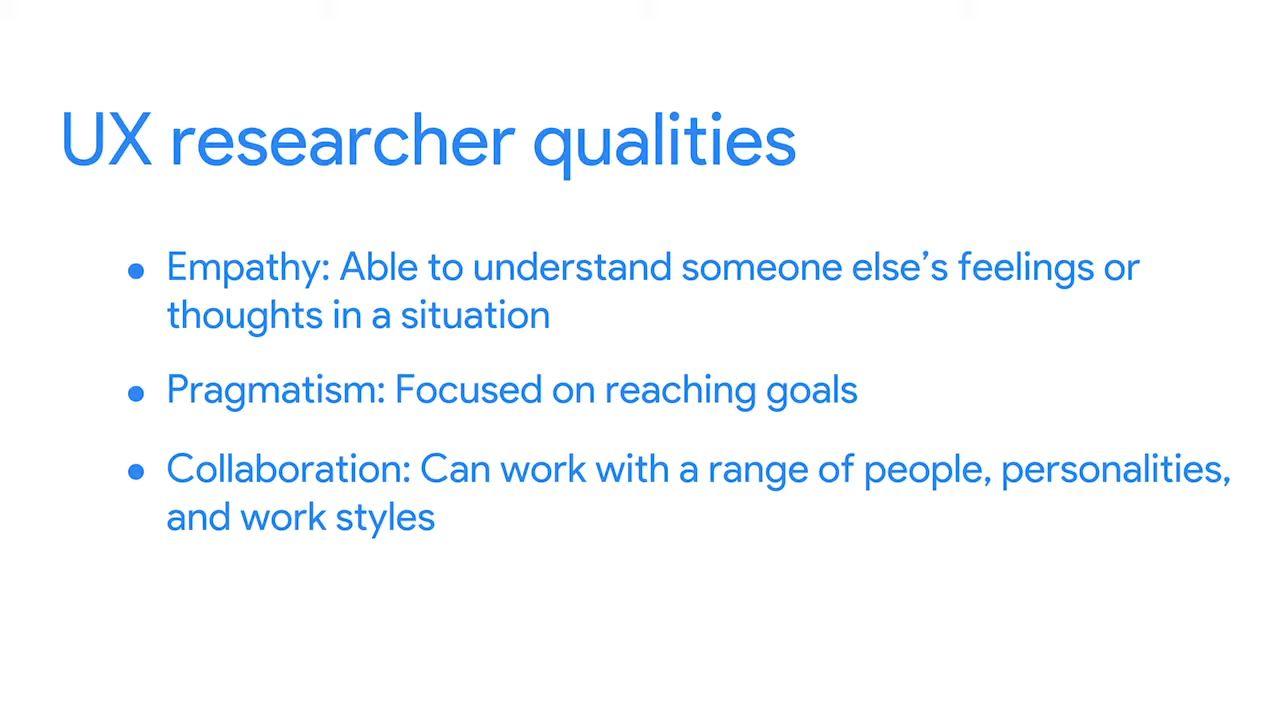 UX researcher qualities
• Empathy: Able to understand someone else’s feelings or
thoughts in a situation
• Pragmatism: Focused on reaching goals
• Collaboration: Can work with a range of people, personalities,
and work styles